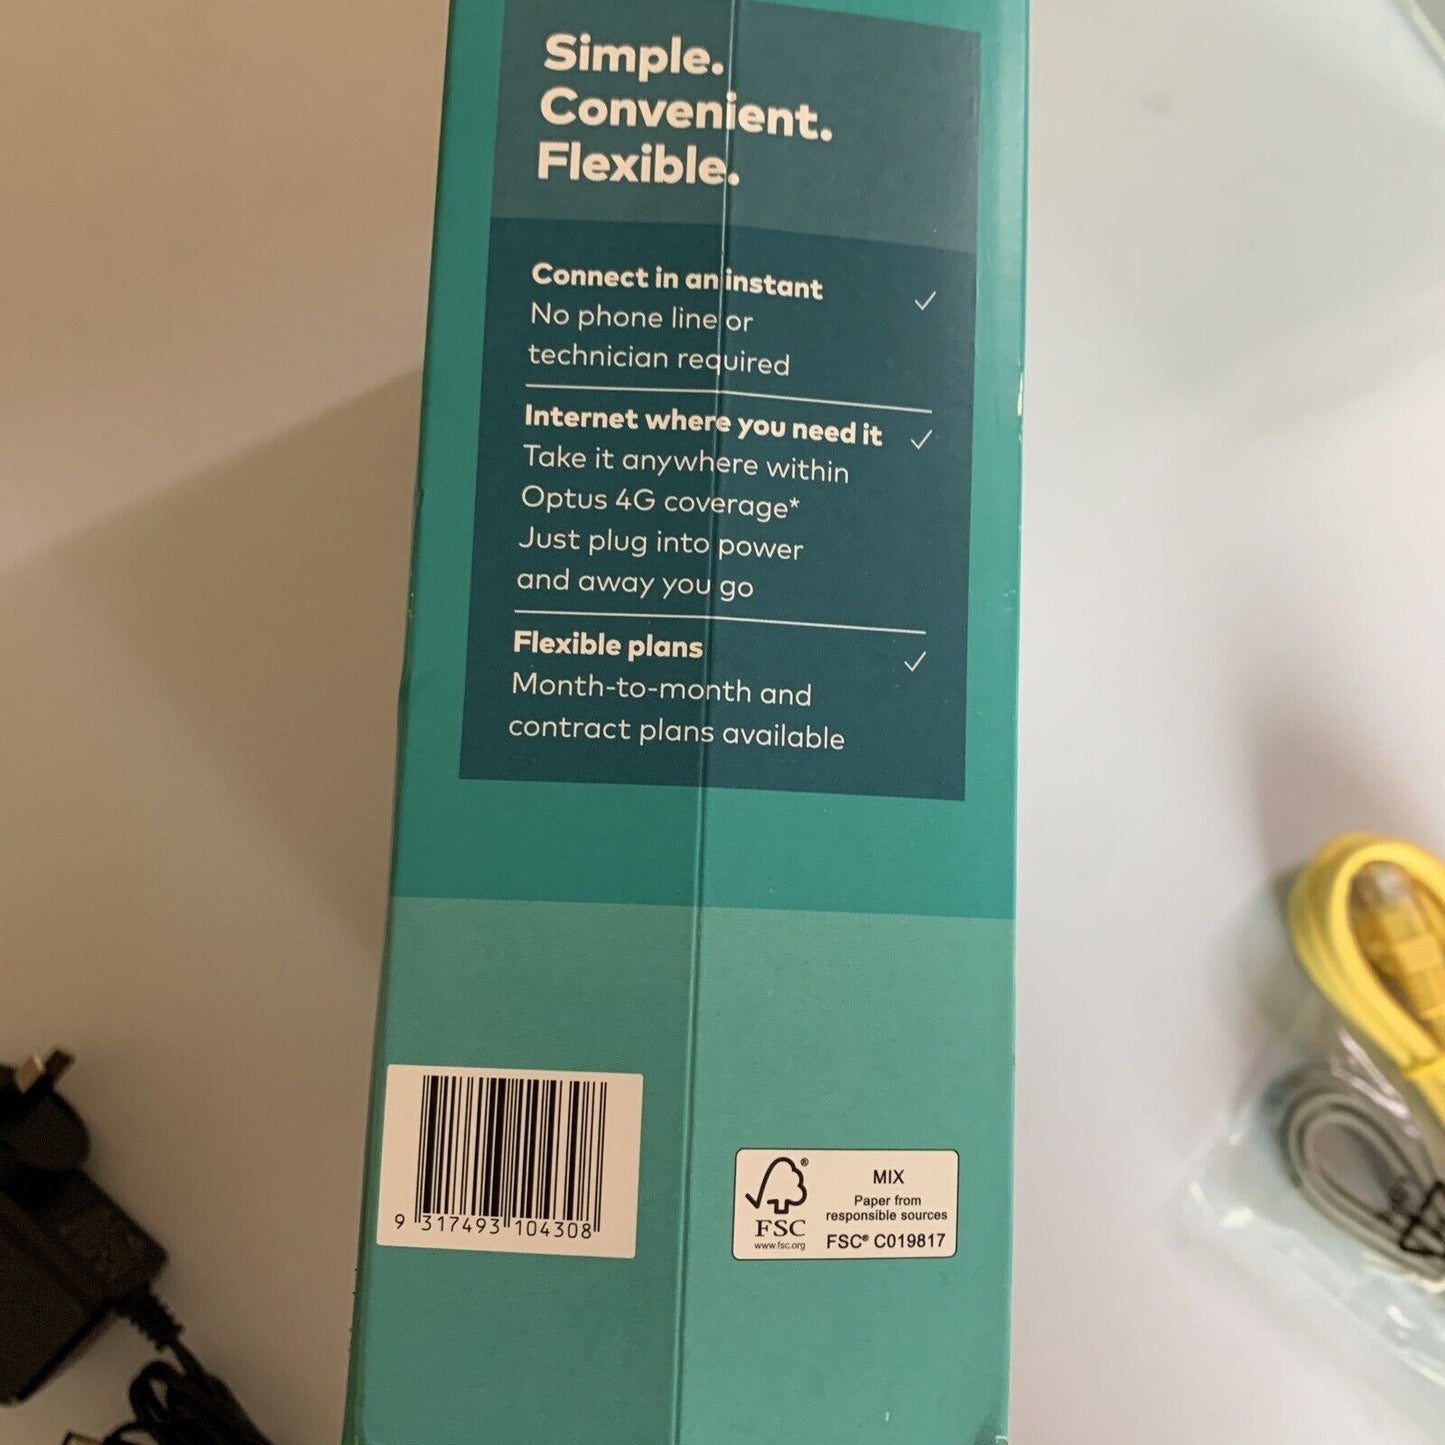 Simple.
Convenient.
Flexible.
Connect in an instant
No phone line or
technician required
Internet where you need it
Take it anywhere within
Optus 4G coverage*
Just plug into power
and away you go
Flexible plans
Month-to-month and
contract plans available
9 317493 104308
FSC
www.fsc.org
MIX
Paper from
responsible sources
FSC® C019817